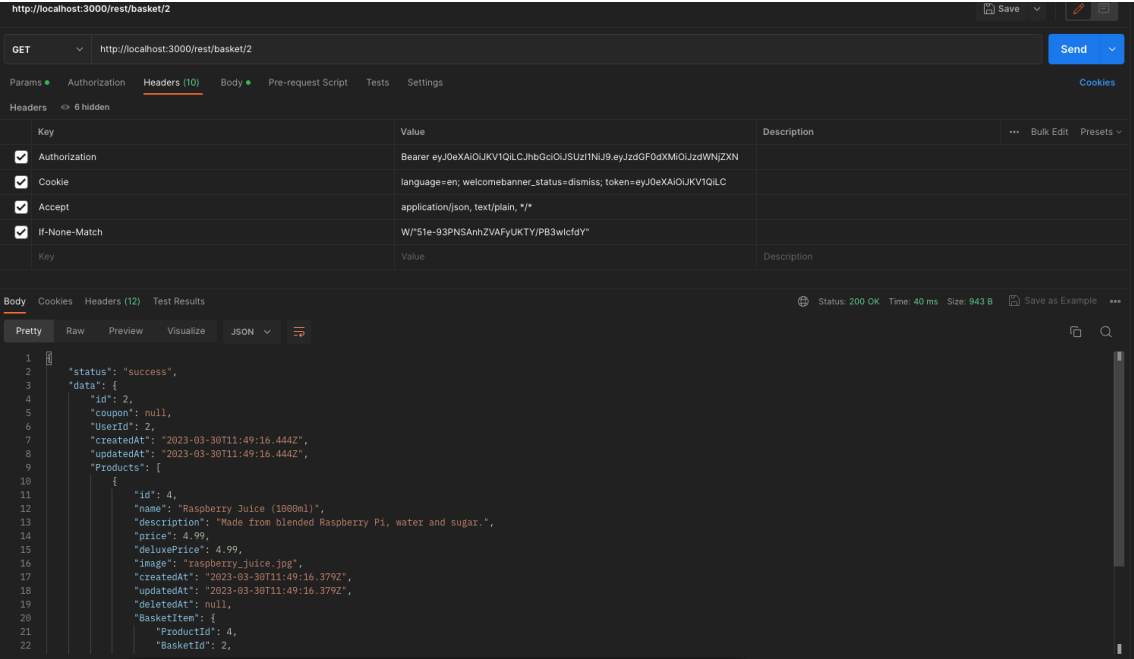 http://localhost:3000/rest/basket/2 Save
GET http://localhost:3000/rest/basket/2 Send
Params Authorization Headers (10) Body Pre-request Script Tests Settings Cookies
Headers 6 hidden
Key Value Description ••• Bulk Edit Presets
Authorization Bearer eyJ0eXAiOiJKV1QiLCJhbGciOiJSUzI1NiJ9.eyJzdGF0dXMiOiJzdWNjZXN
Cookie language=en; welcomebanner_status=dismiss; token=eyJ0eXAiOiJKV1QiLC
Accept application/json, text/plain, */*
If-None-Match W/"51e-93PNSAnhZVAFyUKTY/PB3wIcfdY"
Key Value Description
Body Cookies Headers (12) Test Results Status: 200 OK Time: 40 ms Size: 943 B Save as Example •••
Pretty Raw Preview Visualize JSON
1 {
2 "status": "success",
3 "data": {
4 "id": 2,
5 "coupon": null,
6 "UserId": 2,
7 "createdAt": "2023-03-30T11:49:16.444Z",
8 "updatedAt": "2023-03-30T11:49:16.444Z",
9 "Products": [
10 {
11 "id": 4,
12 "name": "Raspberry Juice (1000ml)",
13 "description": "Made from blended Raspberry Pi, water and sugar.",
14 "price": 4.99,
15 "deluxePrice": 4.99,
16 "image": "raspberry_juice.jpg",
17 "createdAt": "2023-03-30T11:49:16.379Z",
18 "updatedAt": "2023-03-30T11:49:16.379Z",
19 "deletedAt": null,
20 "BasketItem": {
21 "ProductId": 4,
22 "BasketId": 2,